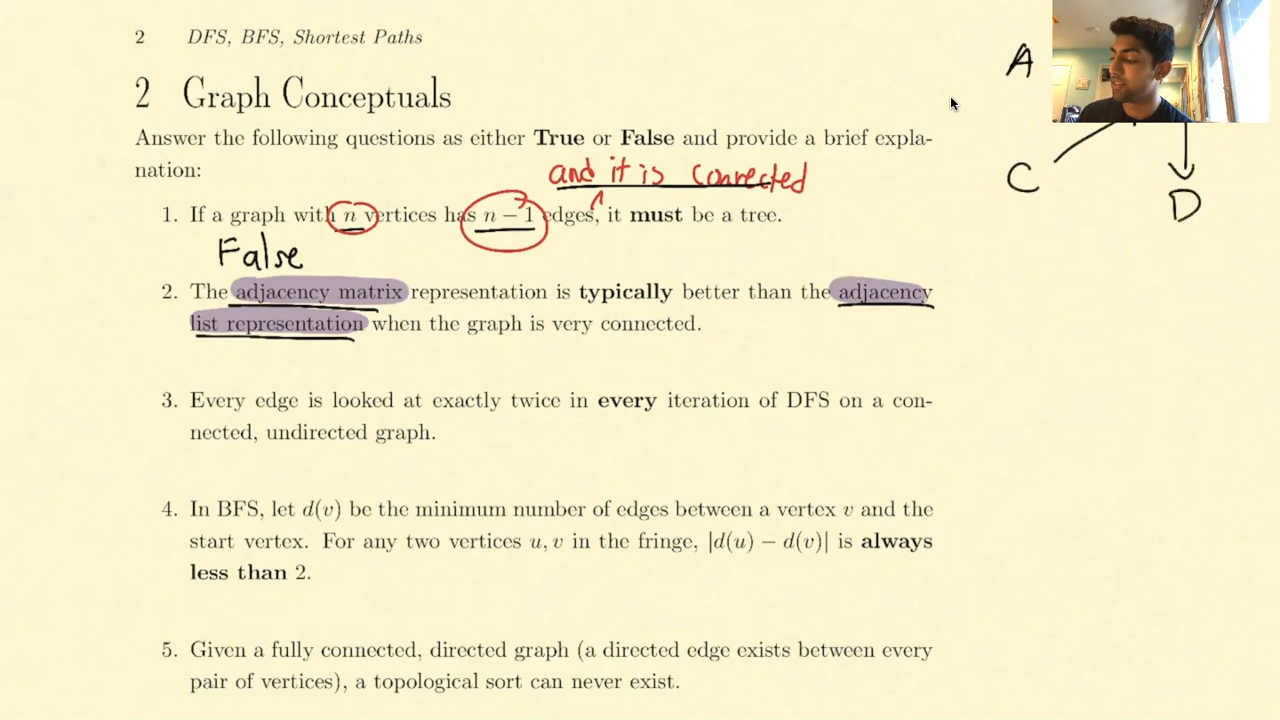 2 DFS, BFS, Shortest Paths
2 Graph Conceptuals
Answer the following questions as either True or False and provide a brief expla-
nation:
and it is connected
1. If a graph with n vertices has n − 1 edges, it must be a tree.
False
2. The adjacency matrix representation is typically better than the adjacency
list representation when the graph is very connected.
3. Every edge is looked at exactly twice in every iteration of DFS on a con-
nected, undirected graph.
4. In BFS, let d(v) be the minimum number of edges between a vertex v and the
start vertex. For any two vertices u, v in the fringe, |d(u) − d(v)| is always
less than 2.
5. Given a fully connected, directed graph (a directed edge exists between every
pair of vertices), a topological sort can never exist.
A
C
D